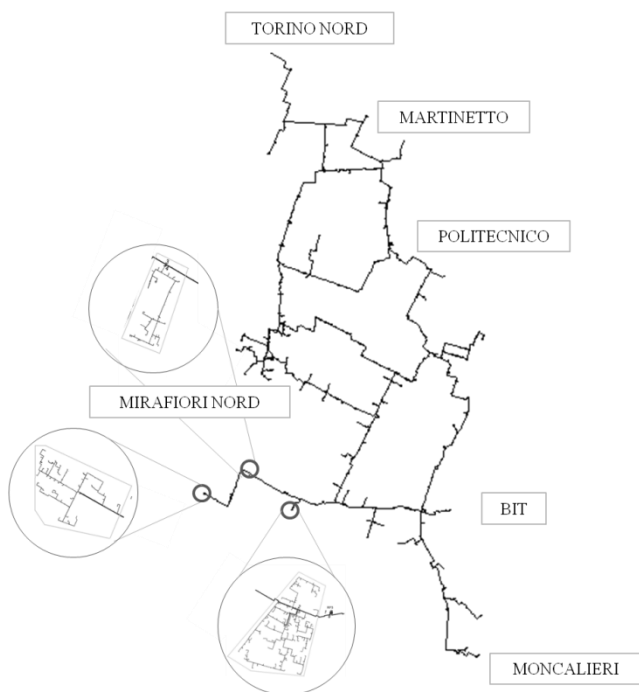 TORINO NORD
MARTINETTO
POLITECNICO
MIRAFIORI NORD
BIT
MONCALIERI